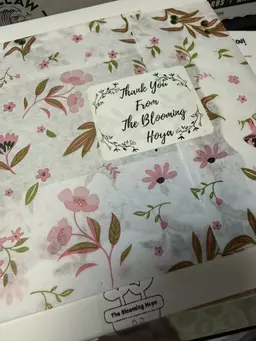 Thank You
From
The Blooming
Hoya
The Blooming Hoya